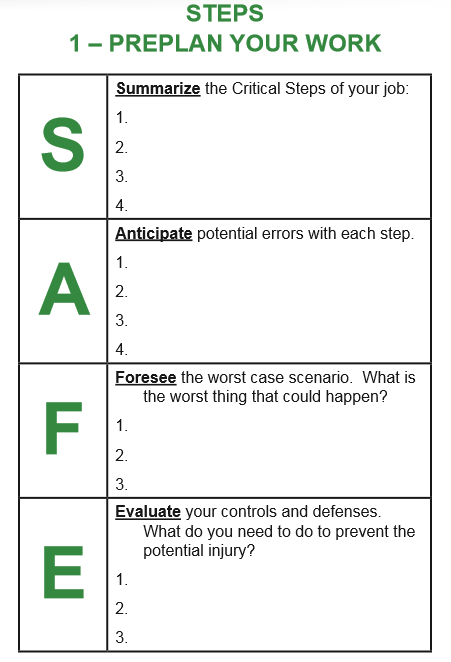 STEPS
1 – PREPLAN YOUR WORK
S
Summarize the Critical Steps of your job:
1.
2.
3.
4.
A
Anticipate potential errors with each step.
1.
2.
3.
4.
F
Foresee the worst case scenario.  What is
the worst thing that could happen?
1.
2.
3.
E
Evaluate your controls and defenses.
What do you need to do to prevent the
potential injury?
1.
2.
3.